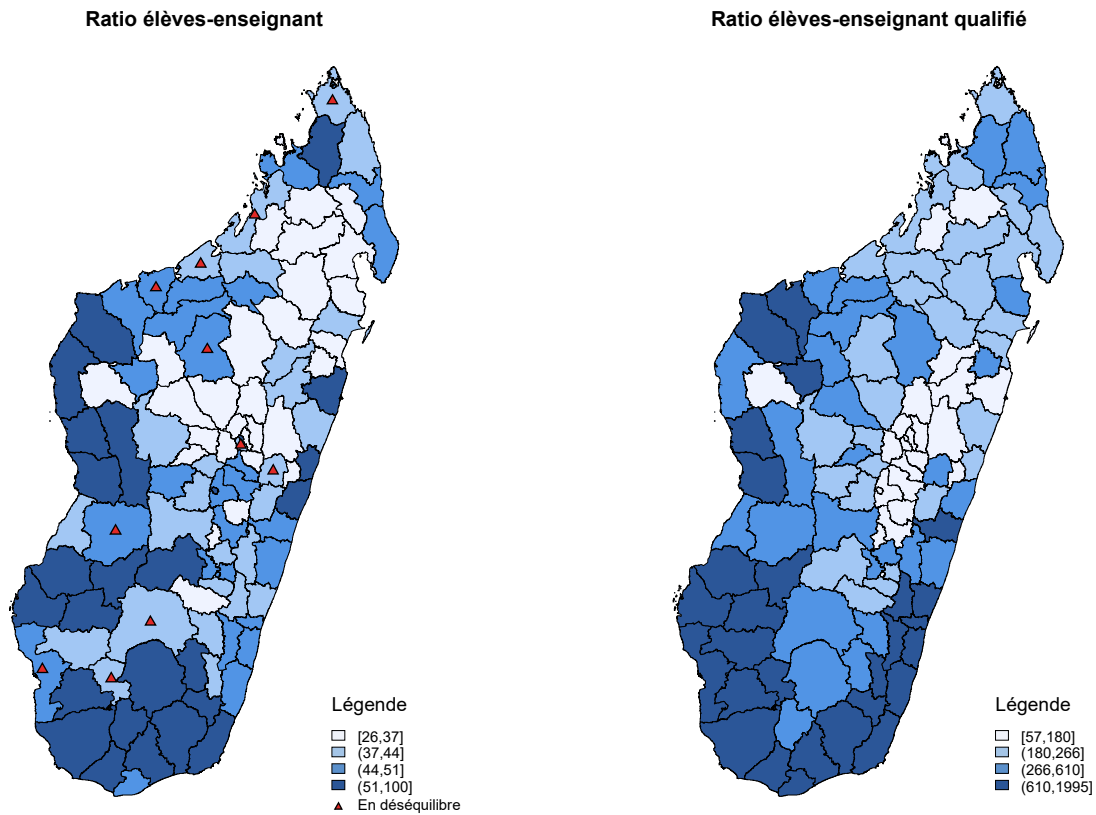 Ratio élèves-enseignant
Ratio élèves-enseignant qualifié
Légende
[26,37]
(37,44]
(44,51]
(51,100]
En déséquilibre
Légende
[57,180]
(180,266]
(266,610]
(610,1995]